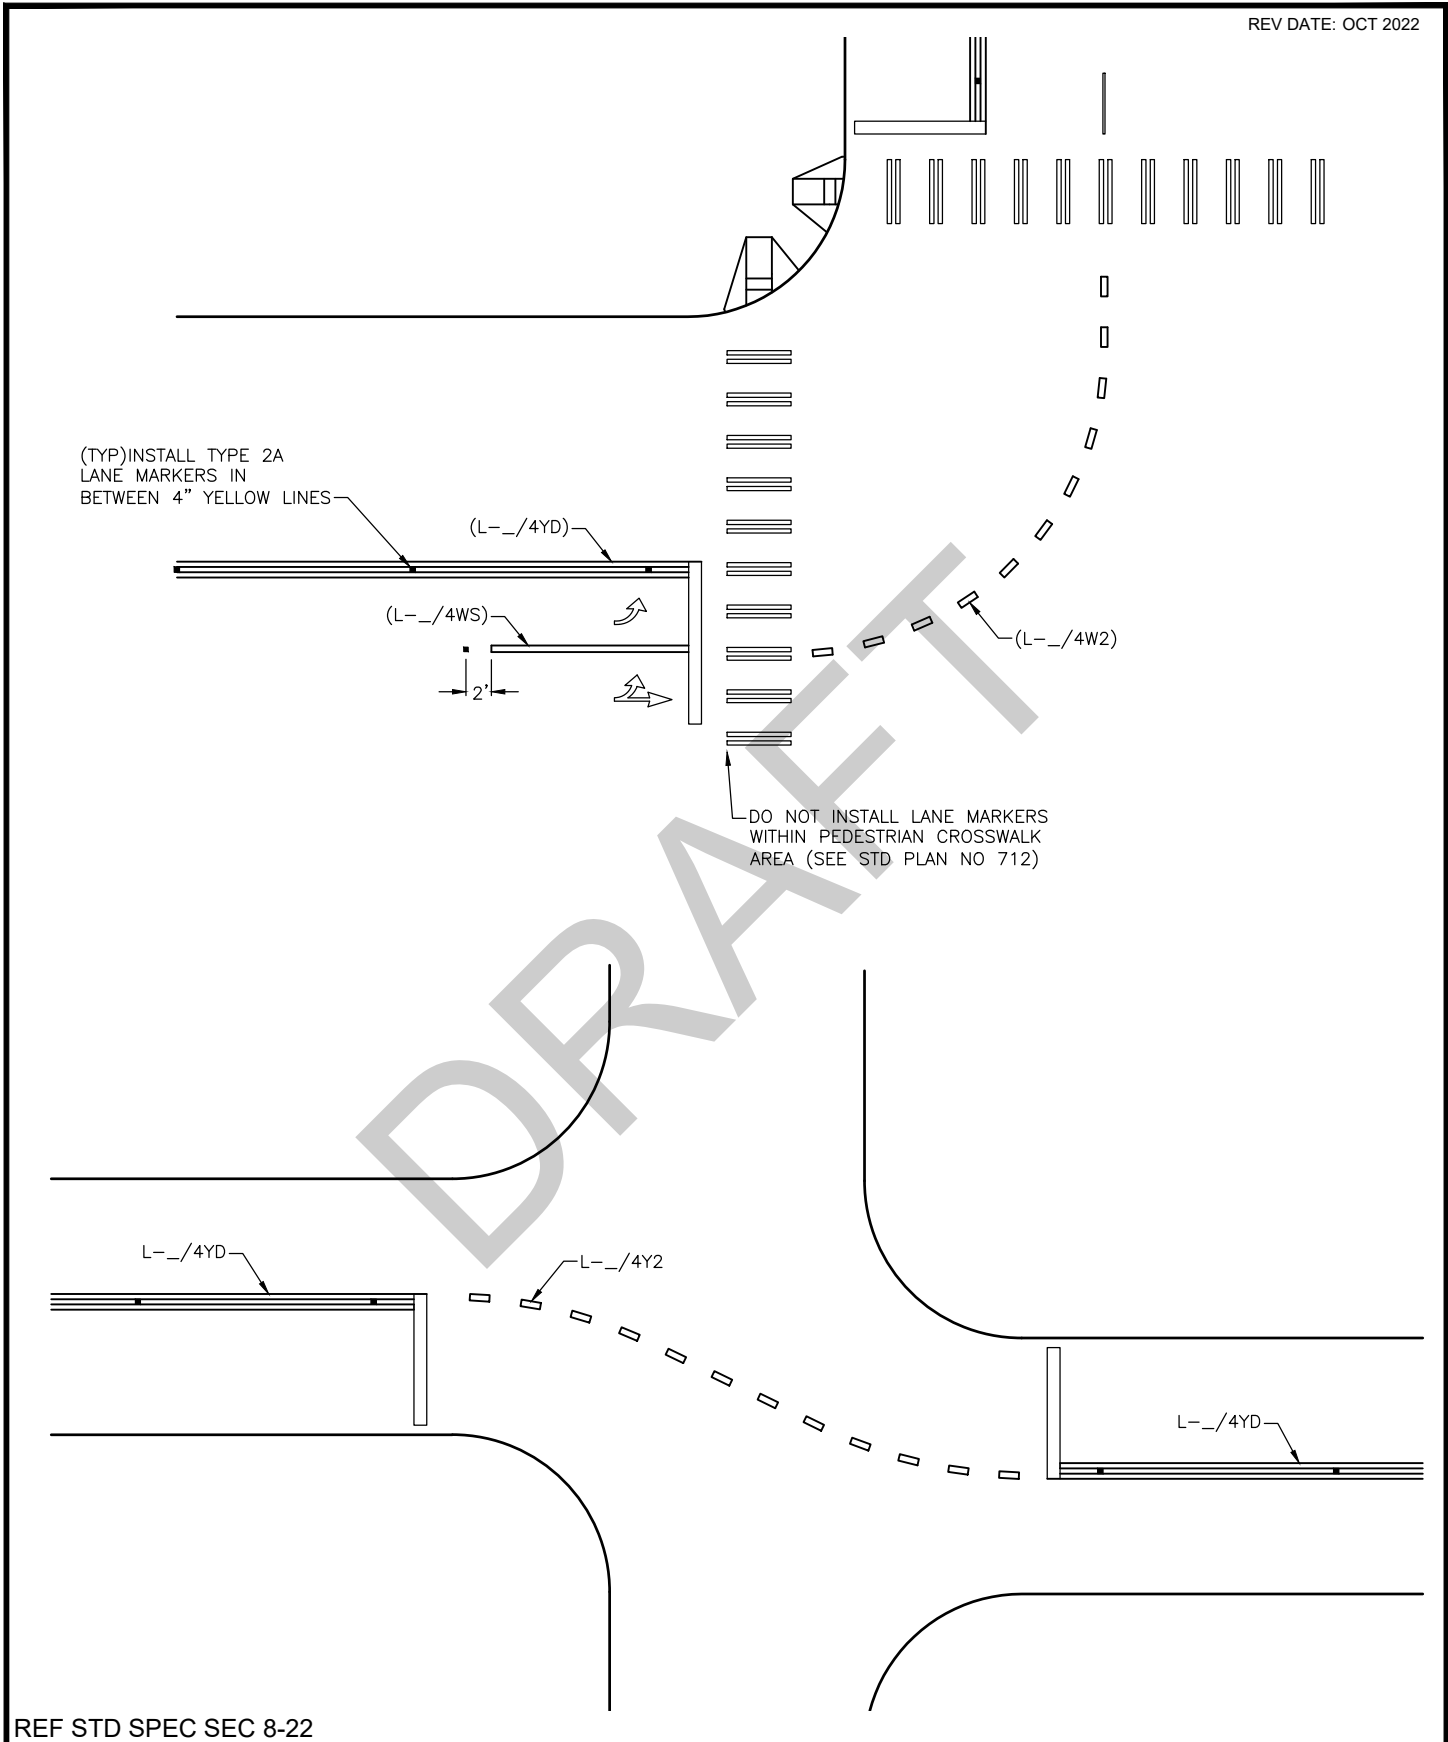 REV DATE: OCT 2022
(TYP)INSTALL TYPE 2A
LANE MARKERS IN
BETWEEN 4" YELLOW LINES
(L-_/4YD)
(L-_/4WS)
2'
(L-_/4W2)
DO NOT INSTALL LANE MARKERS
WITHIN PEDESTRIAN CROSSWALK
AREA (SEE STD PLAN NO 712)
DRAFT
L-_/4YD
L-_/4Y2
L-_/4YD
REF STD SPEC SEC 8-22